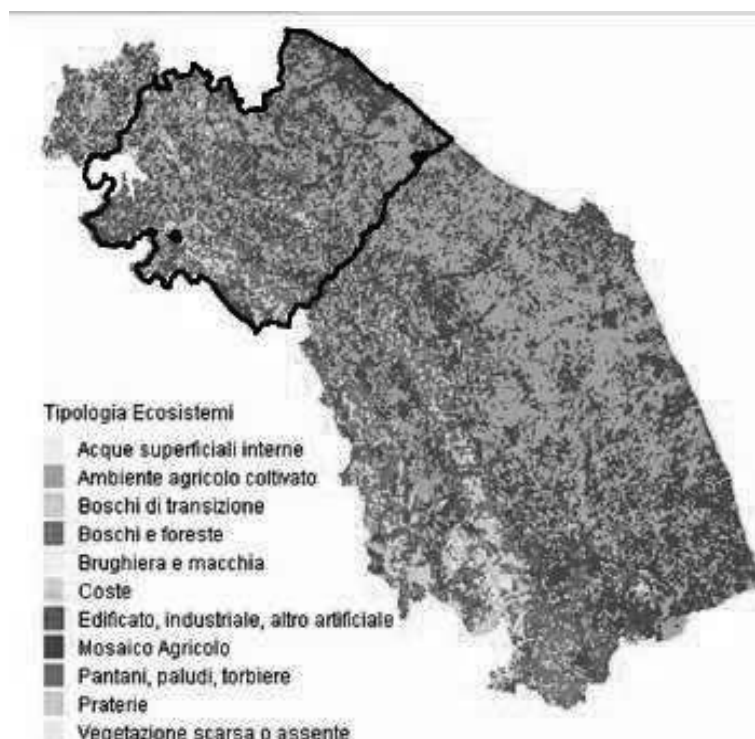 Tipologia Ecosistemi
Acque superficiali interne
Ambiente agricolo coltivato
Boschi di transizione
Boschi e foreste
Brughiera e macchia
Coste
Edificato, industriale, altro artificiale
Mosaico Agricolo
Pantani, paludi, torbiere
Praterie
Vegetazione scarsa o assente